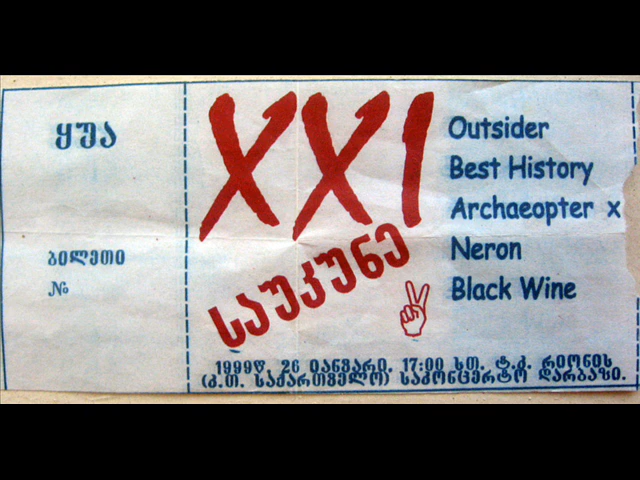 ყუა
ბილეთი
№
XXI
საუკუნე
Outsider
Best History
Archaeopter x
Neron
Black Wine
1999წ 26 იანვარი, 17:00 სთ. ტ.კ. რიონის
(კ.თ. საქართველო) საკონცერტო დარბაზი.